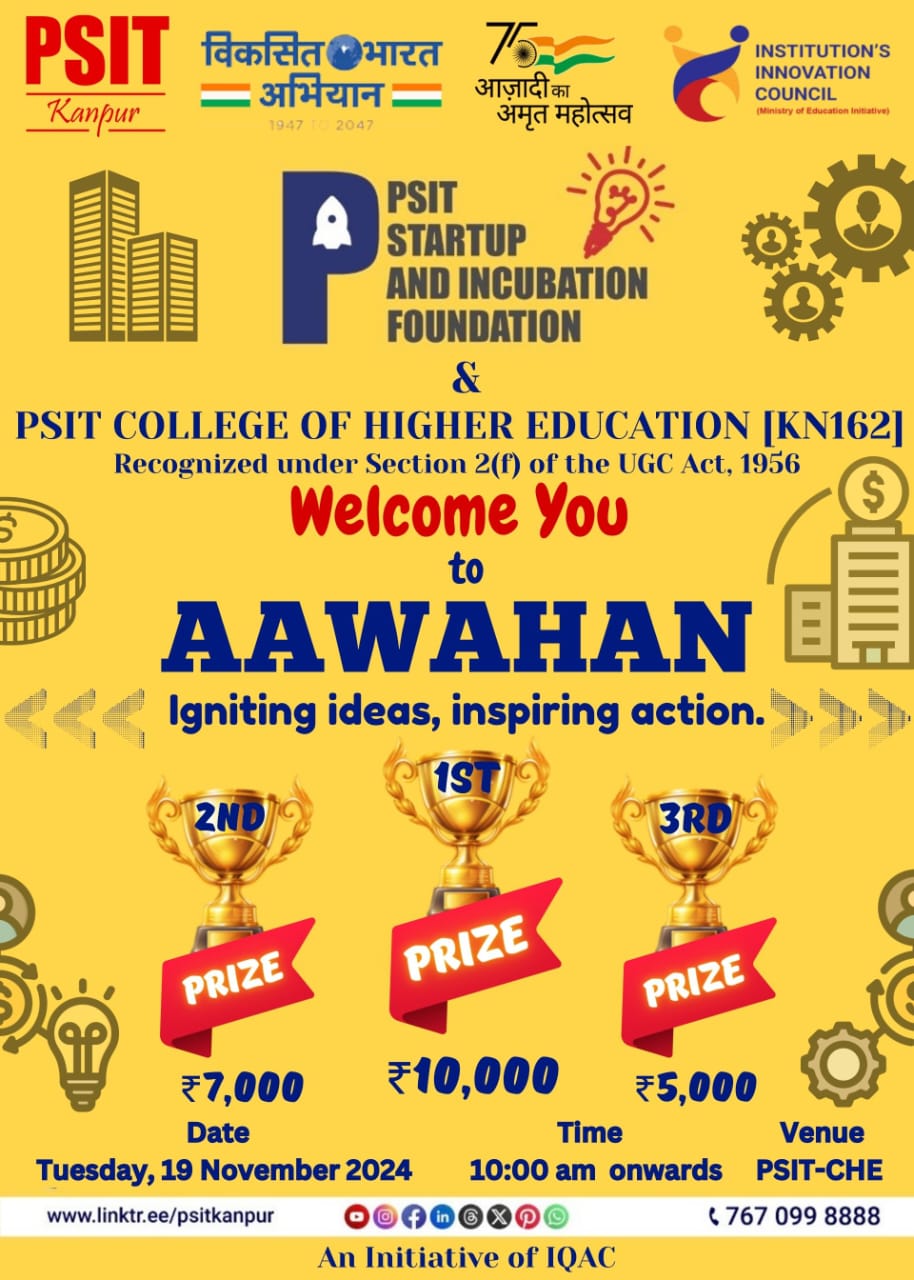 PSIT
Kanpur
विकसित भारत
अभियान
1947 TO 2047
75
आज़ादी का
अमृत महोत्सव
INSTITUTION'S
INNOVATION
COUNCIL
(Ministry of Education Initiative)
P
PSIT
STARTUP
AND INCUBATION
FOUNDATION
&
PSIT COLLEGE OF HIGHER EDUCATION [KN162]
Recognized under Section 2(f) of the UGC Act, 1956
Welcome You
to
AAWAHAN
Igniting ideas, inspiring action.
2ND
1ST
3RD
PRIZE
PRIZE
PRIZE
₹7,000
₹10,000
₹5,000
Date
Time
Venue
Tuesday, 19 November 2024
10:00 am onwards
PSIT-CHE
www.linktr.ee/psitkanpur
767 099 8888
An Initiative of IQAC